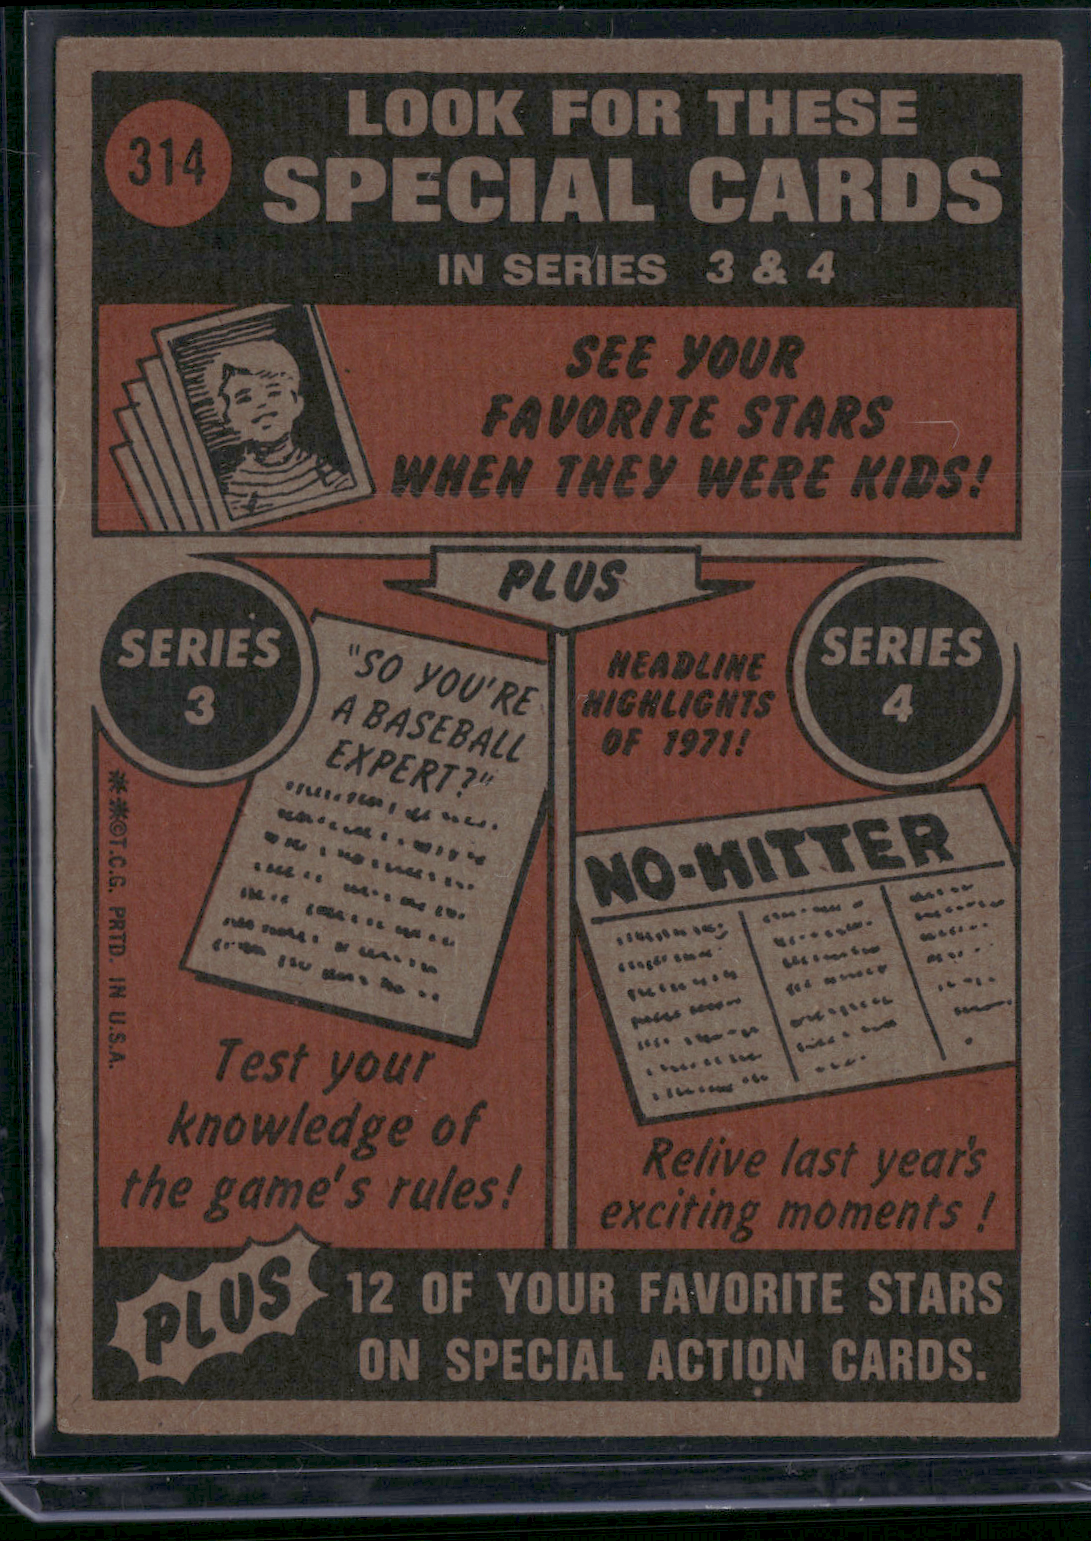 314
LOOK FOR THESE
SPECIAL CARDS
IN SERIES 3 & 4
SEE YOUR
FAVORITE STARS
WHEN THEY WERE KIDS!
PLUS
SERIES
3
"SO YOU'RE
A BASEBALL
EXPERT?"
Test your
knowledge of
the game's rules!
HEADLINE
HIGHLIGHTS
OF 1971!
SERIES
4
NO-HITTER
Relive last year's
exciting moments!
**©T.C.G. PRTD. IN U.S.A.
PLUS
12 OF YOUR FAVORITE STARS
ON SPECIAL ACTION CARDS.